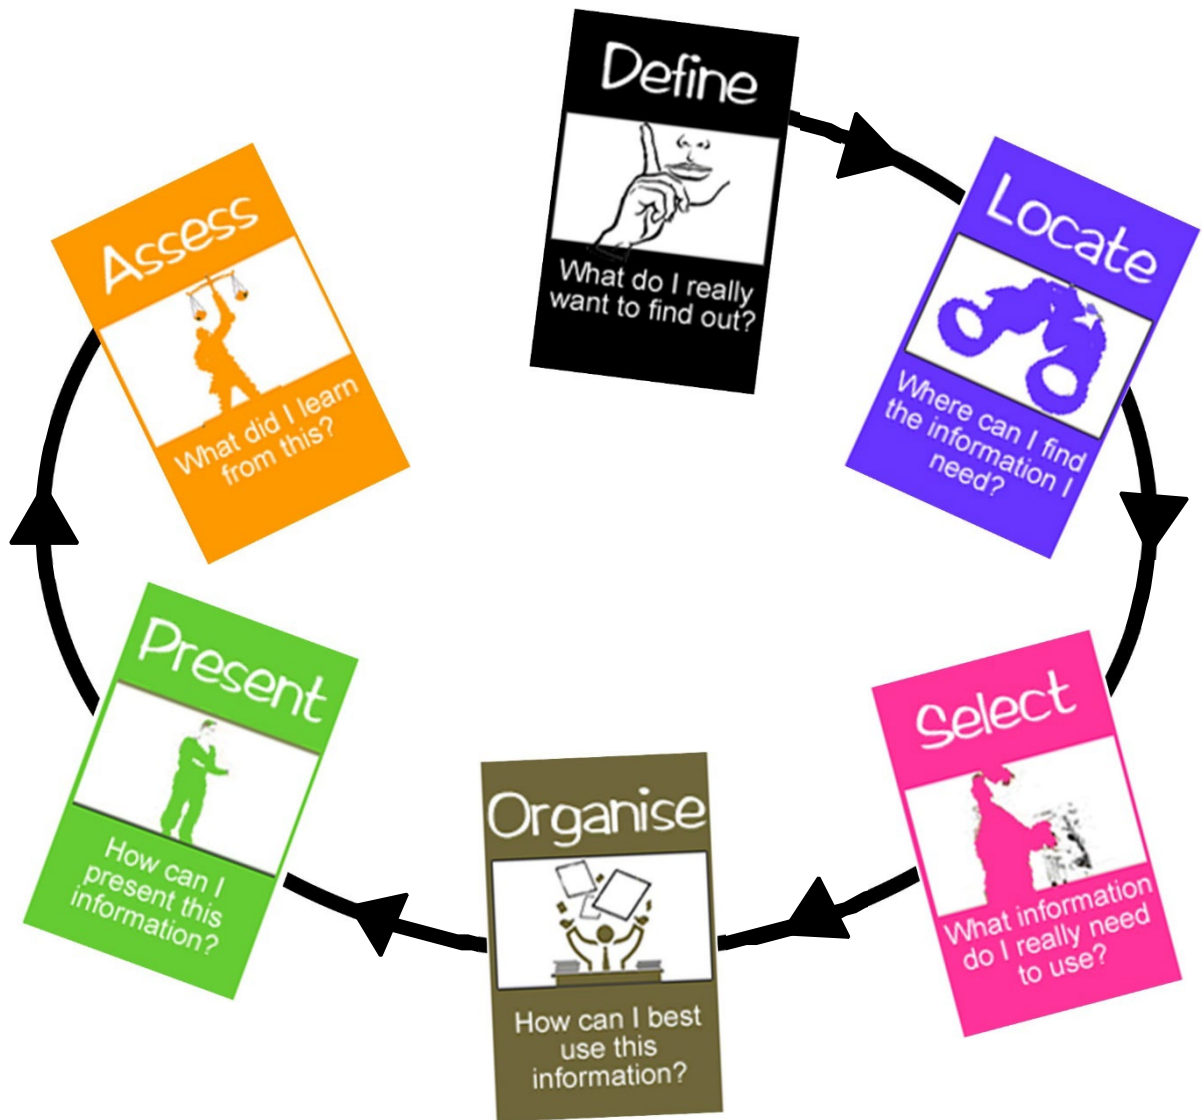 Define
What do I really
want to find out?
Locate
Where can I find
the information I
need?
Select
What information
do I really need
to use?
Organise
How can I best
use this
information?
Present
How can I
present this
information?
Assess
What did I learn
from this?